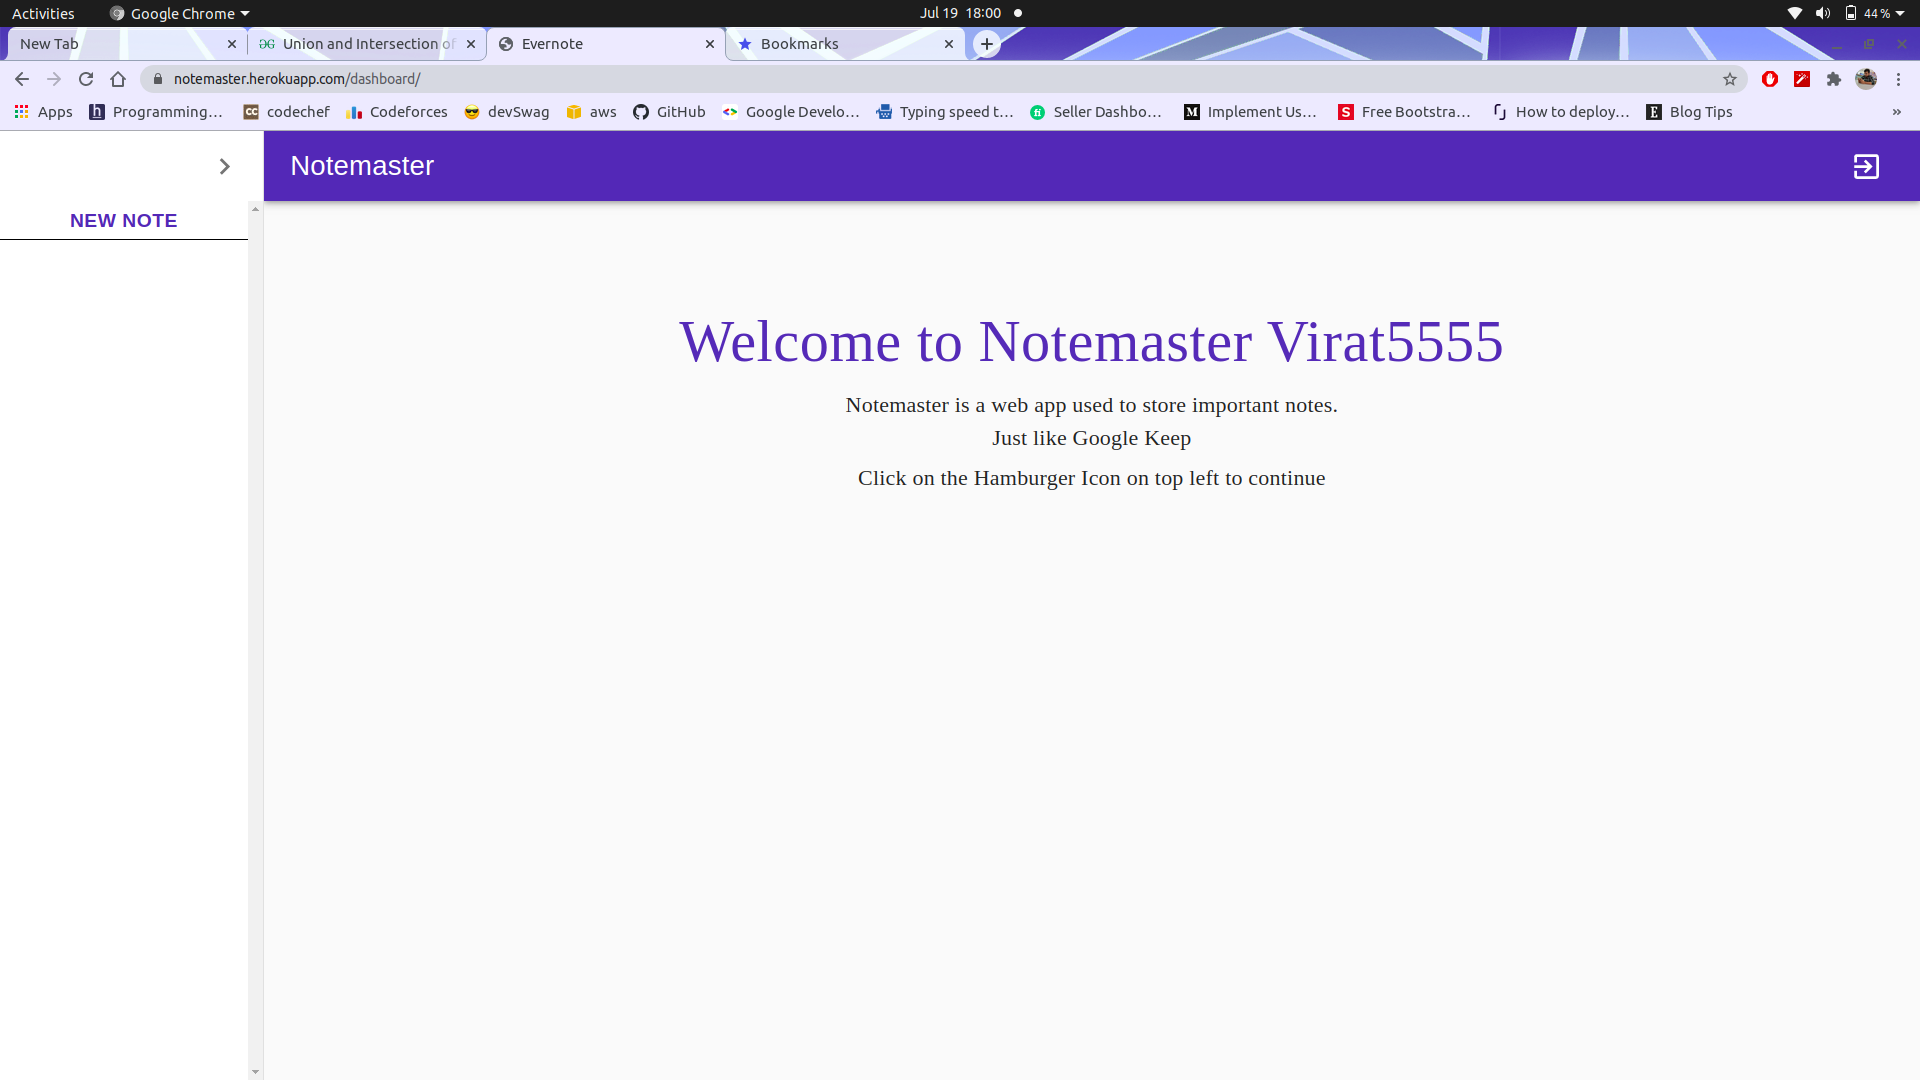 Activities Google Chrome Jul 19 18:00 44 %
New Tab Union and Intersection of Evernote Bookmarks
notemaster.herokuapp.com/dashboard/
Apps Programming... codechef Codeforces devSwag aws GitHub Google Develo... Typing speed t... Seller Dashbo... Implement Us... Free Bootstra... How to deploy... Blog Tips »
Notemaster
NEW NOTE
Welcome to Notemaster Virat5555
Notemaster is a web app used to store important notes.
Just like Google Keep
Click on the Hamburger Icon on top left to continue